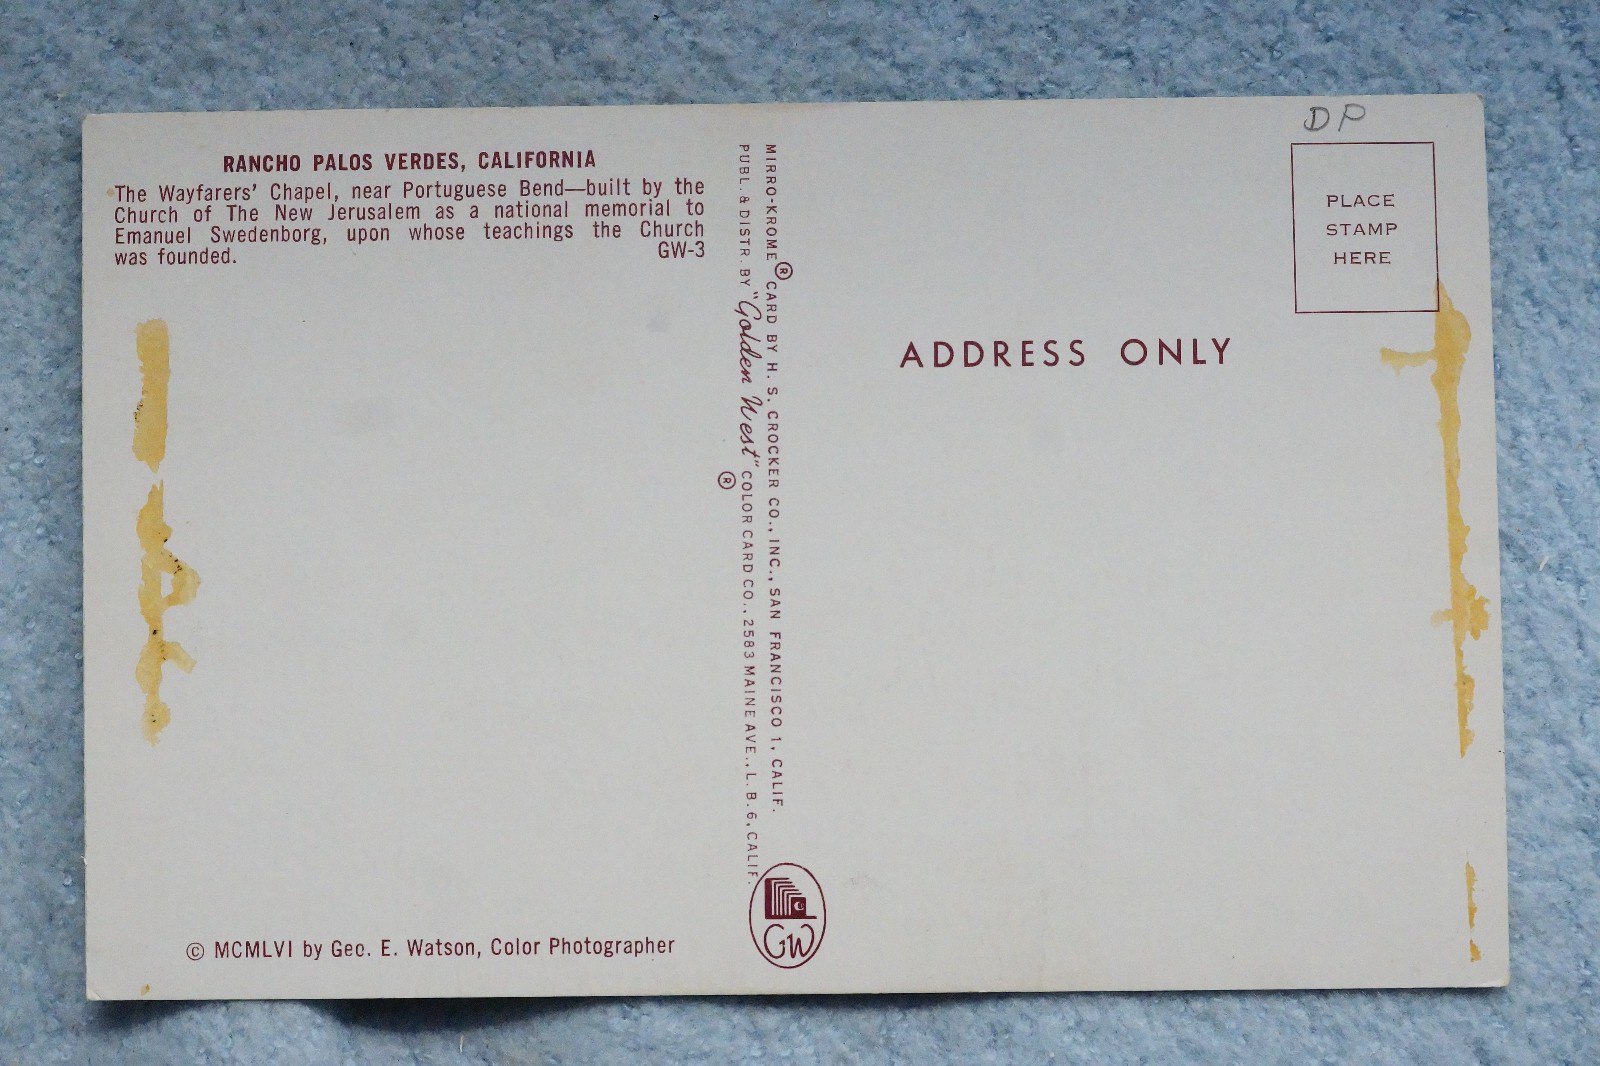 RANCHO PALOS VERDES, CALIFORNIA
The Wayfarers' Chapel, near Portuguese Bend—built by the
Church of The New Jerusalem as a national memorial to
Emanuel Swedenborg, upon whose teachings the Church
was founded. GW-3
© MCMLVI by Geo. E. Watson, Color Photographer
MIRRO-KROME® CARD BY H. S. CROCKER CO., INC., SAN FRANCISCO 1, CALIF.
PUBL. & DISTR. BY "Golden West"® COLOR CARD CO., 2583 MAINE AVE., L. B. 6, CALIF.
GW
DP
PLACE
STAMP
HERE
ADDRESS ONLY